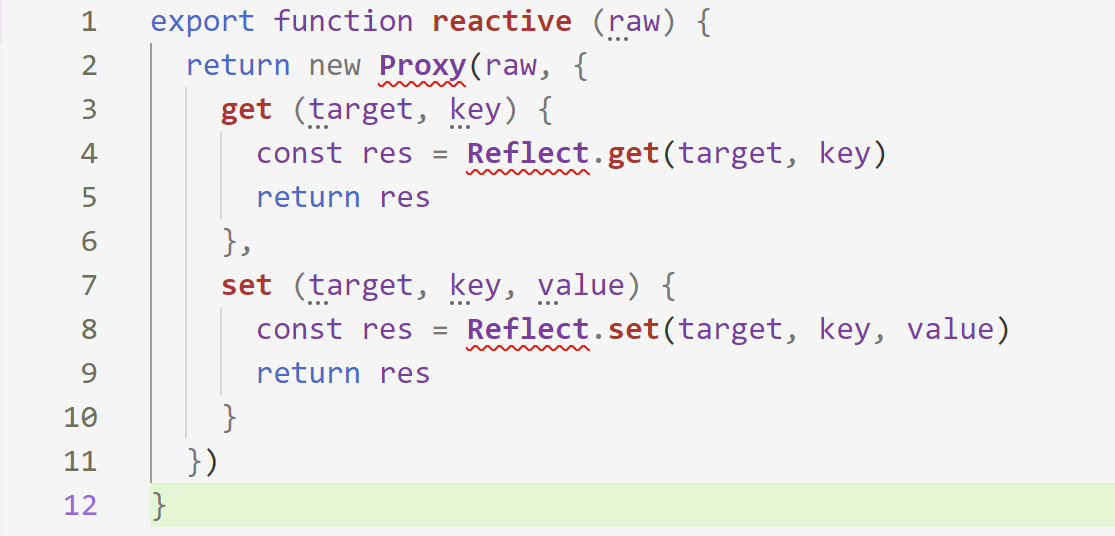 1 export function reactive (raw) {
2 return new Proxy(raw, {
3 get (target, key) {
4 const res = Reflect.get(target, key)
5 return res
6 },
7 set (target, key, value) {
8 const res = Reflect.set(target, key, value)
9 return res
10 }
11 })
12 }